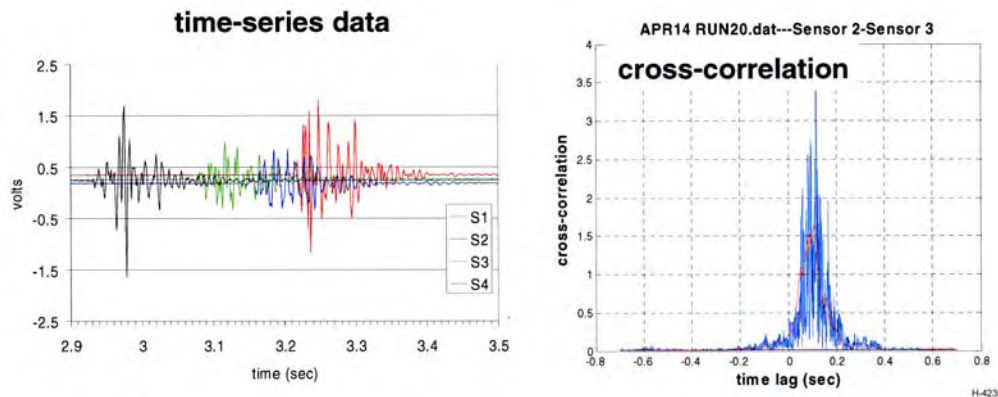 time-series data
2.5
1.5
0.5
-0.5
-1.5
-2.5
volts
S1
S2
S3
S4
2.9 3 3.1 3.2 3.3 3.4 3.5
time (sec)
APR14 RUN20.dat---Sensor 2-Sensor 3
cross-correlation
4
3.5
3
2.5
2
1.5
1
0.5
0
cross-correlation
-0.8 -0.6 -0.4 -0.2 0 0.2 0.4 0.6 0.8
time lag (sec)
H-423